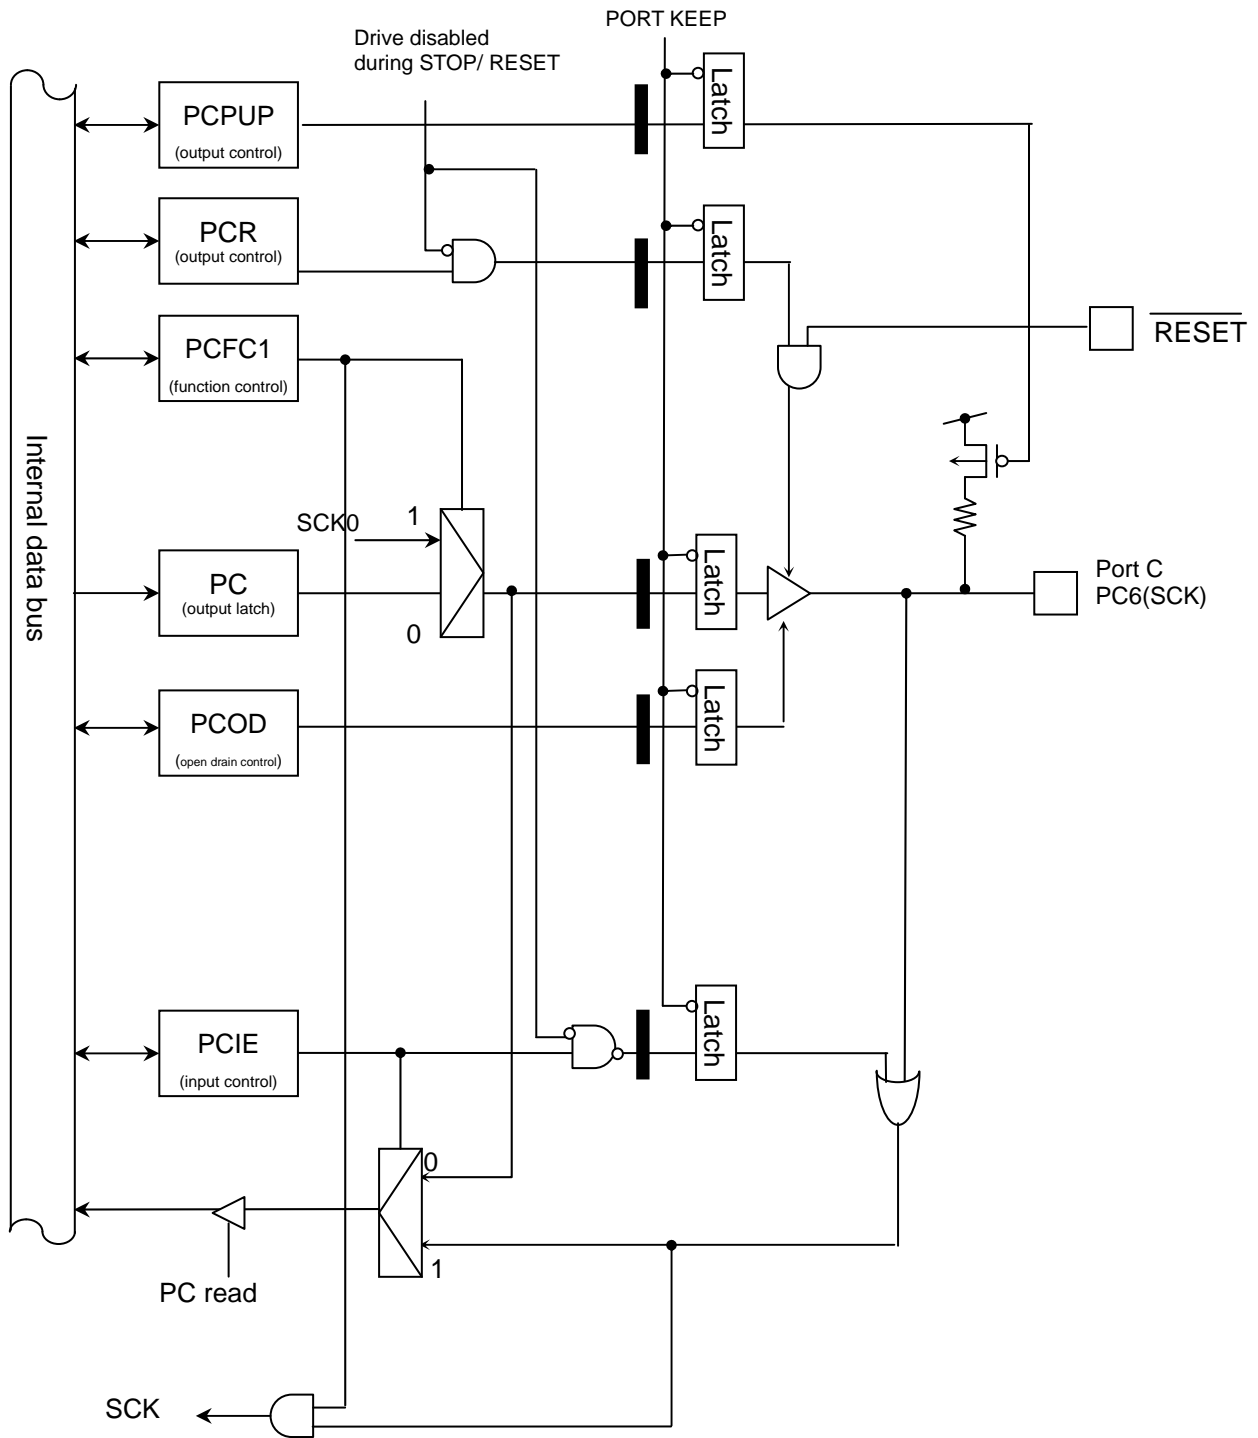 PORT KEEP
Drive disabled
during STOP/ RESET
Latch
PCPUP
(output control)
Latch
PCR
(output control)
RESET
PCFC1
(function control)
Internal data bus
SCK0
1
Latch
PC
(output latch)
0
Port C
PC6(SCK)
Latch
PCOD
(open drain control)
Latch
PCIE
(input control)
0
1
PC read
SCK